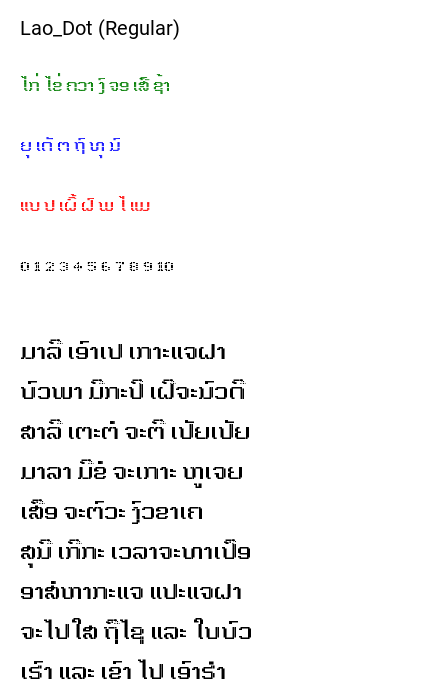 Lao_Dot (Regular)
ໄກ່ ໄຂ່ ຄວາ ງົ ຈອ ເສື ຊ້າ
ຍຸ ເດັ ຕ ຖົ ທຸ ນົ
ແບ ປ ເຜິ້ ຝ ພ ໄ ແມ
0 1 2 3 4 5 6 7 8 9 10
ມາລີ ເອົາເປ ເກາະແຈຝາ
ບົວພາ ມີກະປິ ເຝືຈະນົວດີ
ສາລີ ເຕະຕໍ ຈະຕີ ເປັຍເປັຍ
ມາລາ ມີຂໍ ຈະເກາະ ຫູເຈຍ
ເສືອ ຈະຕົວະ ງົວຂາເຄ
ສຸນີ ເກີກະ ເວລາຈະທາເປືອ
ອາສໍຫາກະແຈ ແປະແຈຝາ
ຈະໄປໃສ ຖືໄຊູ ແລະ ໃບບົວ
ເຮົາ ແລະ ເຂົາ ໄປ ເອົາຮໍາ